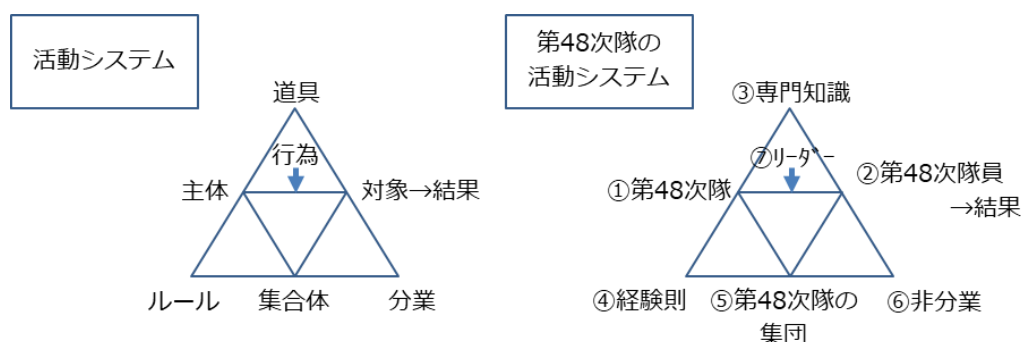 活動システム
道具
行為
主体
対象→結果
ルール
集合体
分業
第48次隊の
活動システム
③専門知識
⑦ﾘｰﾀﾞｰ
①第48次隊
②第48次隊員
→結果
④経験則
⑤第48次隊の
集団
⑥非分業